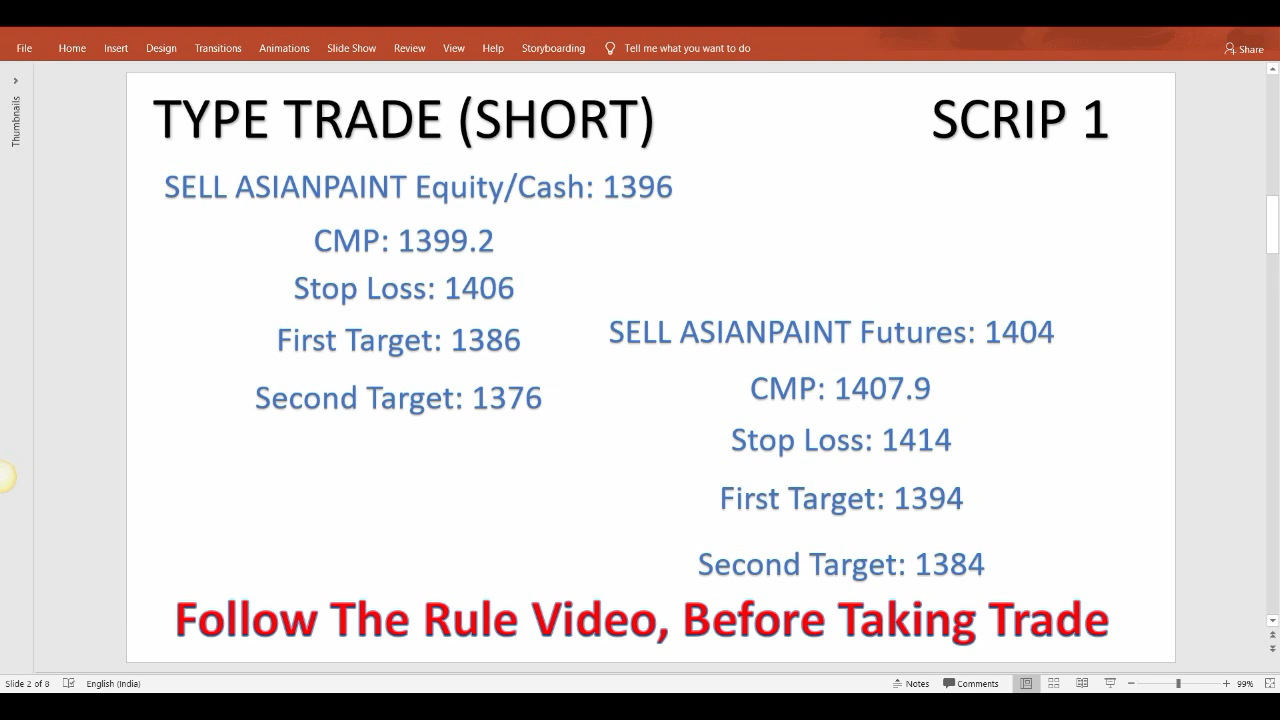 File Home Insert Design Transitions Animations Slide Show Review View Help Storyboarding Tell me what you want to do Share
Thumbnails
TYPE TRADE (SHORT) SCRIP 1
SELL ASIANPAINT Equity/Cash: 1396
CMP: 1399.2
Stop Loss: 1406
First Target: 1386
Second Target: 1376
SELL ASIANPAINT Futures: 1404
CMP: 1407.9
Stop Loss: 1414
First Target: 1394
Second Target: 1384
Follow The Rule Video, Before Taking Trade
Slide 2 of 8 English (India) Notes Comments 99%